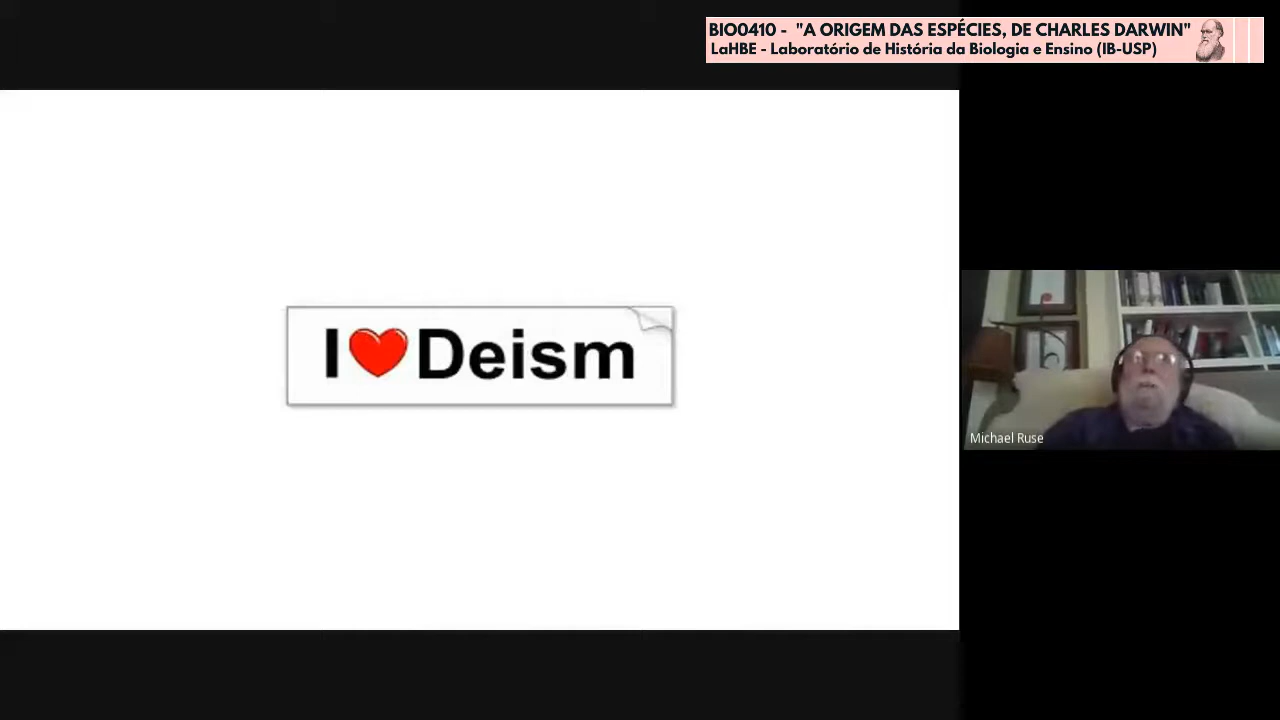 BIO0410 - "A ORIGEM DAS ESPÉCIES, DE CHARLES DARWIN"
LaHBE - Laboratório de História da Biologia e Ensino (IB-USP)
I ❤ Deism
Michael Ruse